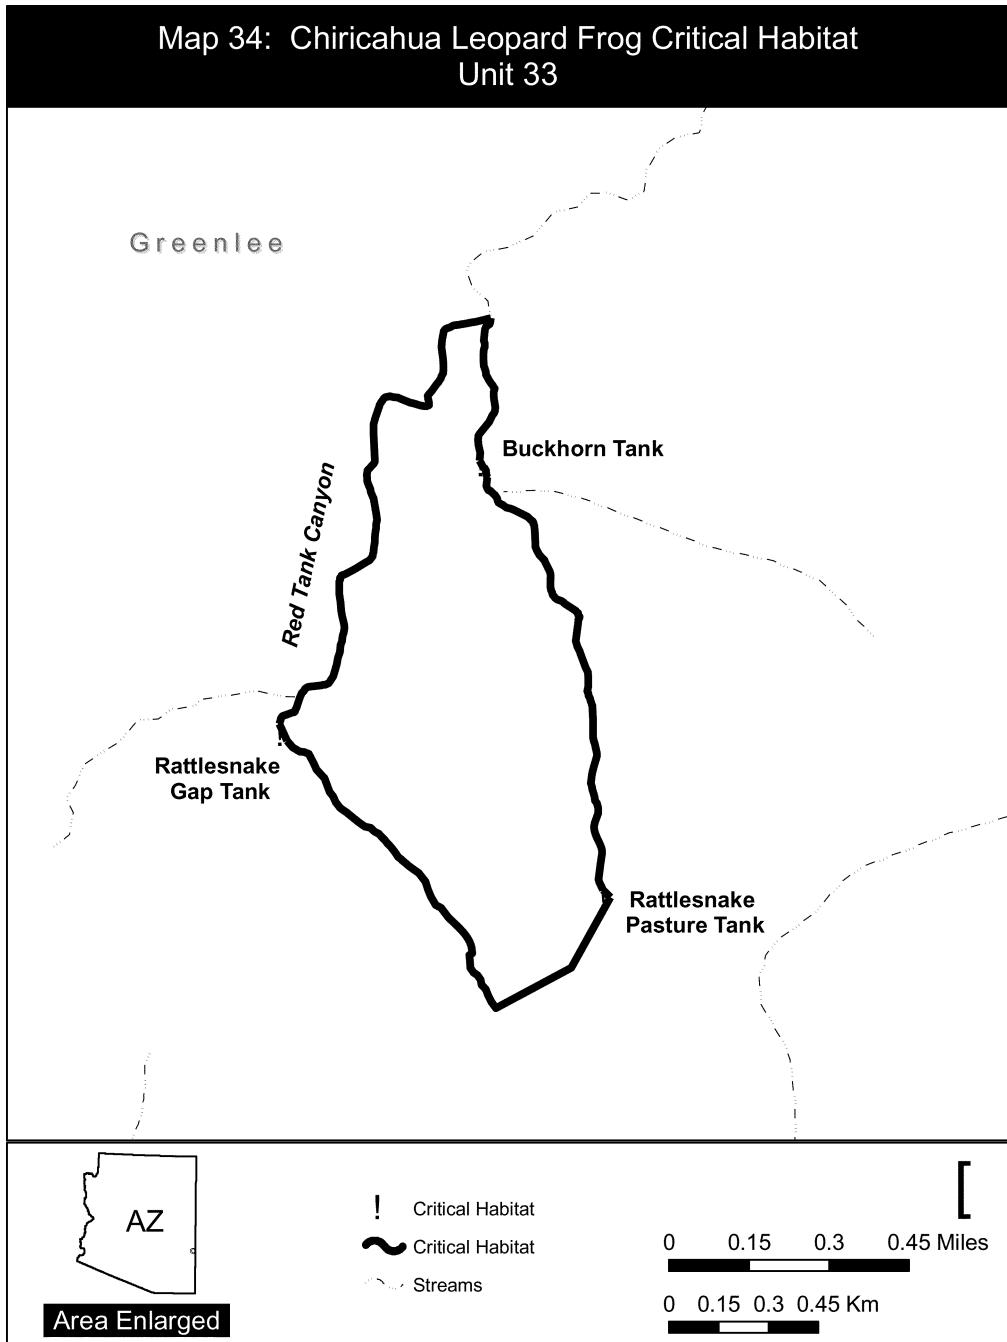 Map 34: Chiricahua Leopard Frog Critical Habitat
Unit 33
Greenlee
Buckhorn Tank
Red Tank Canyon
Rattlesnake
Gap Tank
Rattlesnake
Pasture Tank
AZ
Area Enlarged
! Critical Habitat
Critical Habitat
Streams
[
0 0.15 0.3 0.45 Miles
0 0.15 0.3 0.45 Km